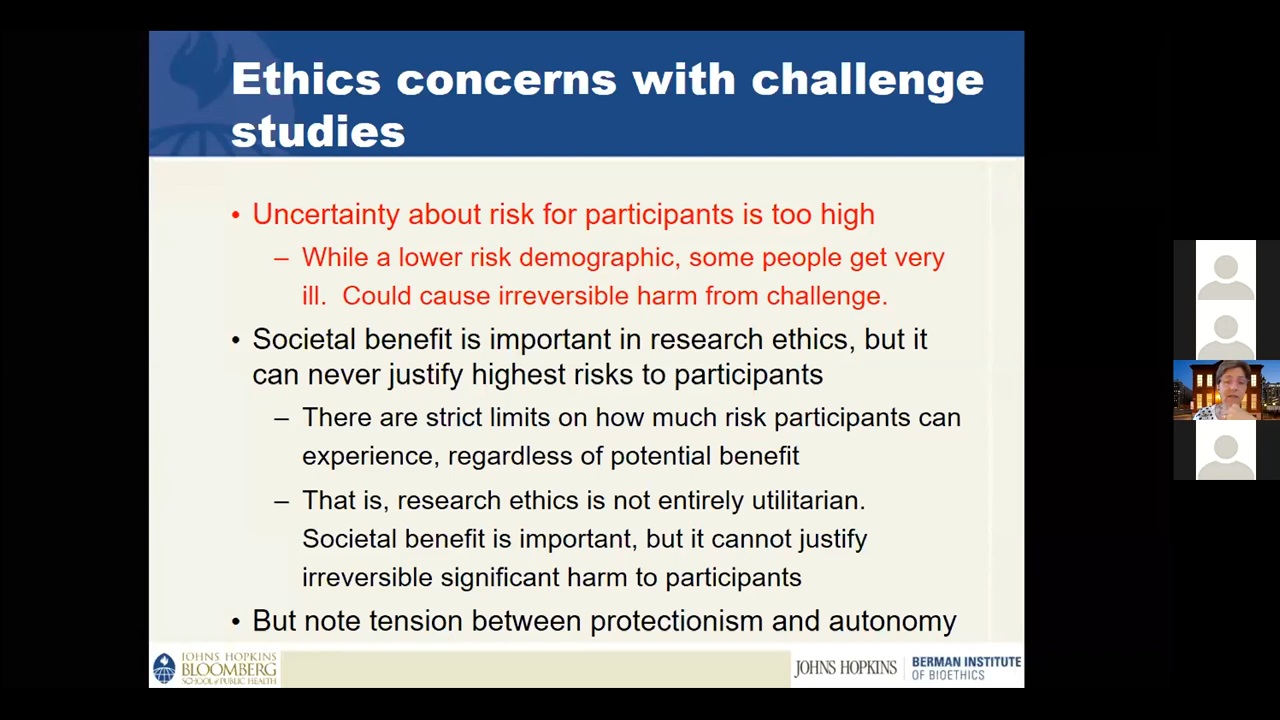 Ethics concerns with challenge
studies
• Uncertainty about risk for participants is too high
– While a lower risk demographic, some people get very
ill. Could cause irreversible harm from challenge.
• Societal benefit is important in research ethics, but it
can never justify highest risks to participants
– There are strict limits on how much risk participants can
experience, regardless of potential benefit
– That is, research ethics is not entirely utilitarian.
Societal benefit is important, but it cannot justify
irreversible significant harm to participants
• But note tension between protectionism and autonomy
JOHNS HOPKINS
BLOOMBERG
SCHOOL of PUBLIC HEALTH
JOHNS HOPKINS
BERMAN INSTITUTE
OF BIOETHICS